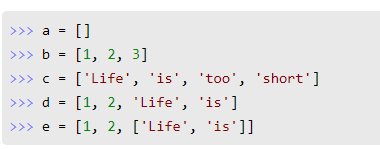 >>> a = []
>>> b = [1, 2, 3]
>>> c = ['Life', 'is', 'too', 'short']
>>> d = [1, 2, 'Life', 'is']
>>> e = [1, 2, ['Life', 'is']]